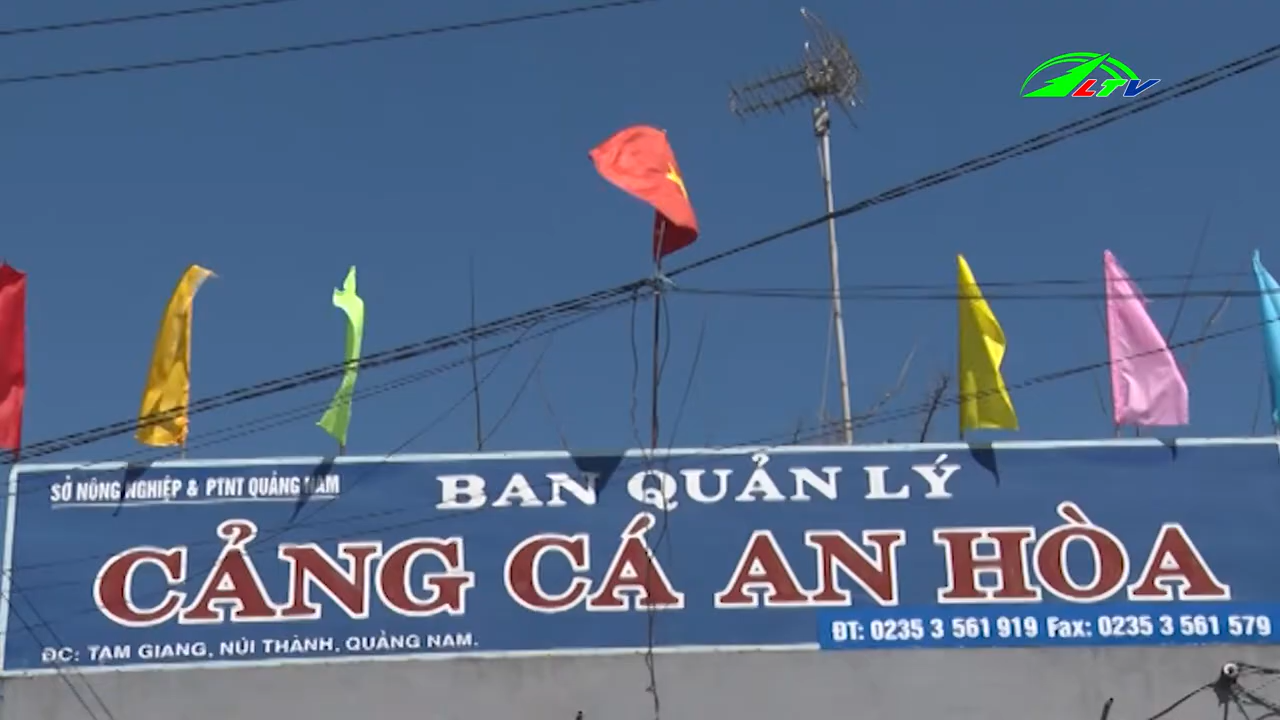 LTV
SỞ NÔNG NGHIỆP & PTNT QUẢNG NAM
BAN QUẢN LÝ
CẢNG CÁ AN HÒA
ĐC: TAM GIANG, NÚI THÀNH, QUẢNG NAM.
ĐT: 0235 3 561 919 Fax: 0235 3 561 579